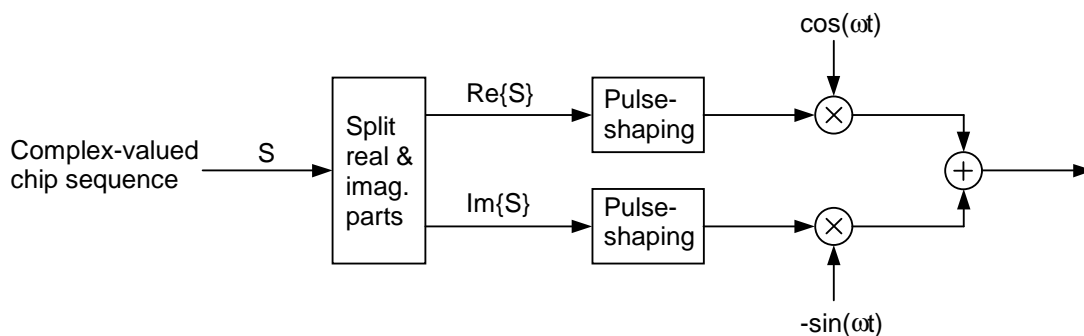 cos(ωt)
Complex-valued
chip sequence
S
Split
real &
imag.
parts
Re{S}
Pulse-
shaping
Im{S}
Pulse-
shaping
-sin(ωt)